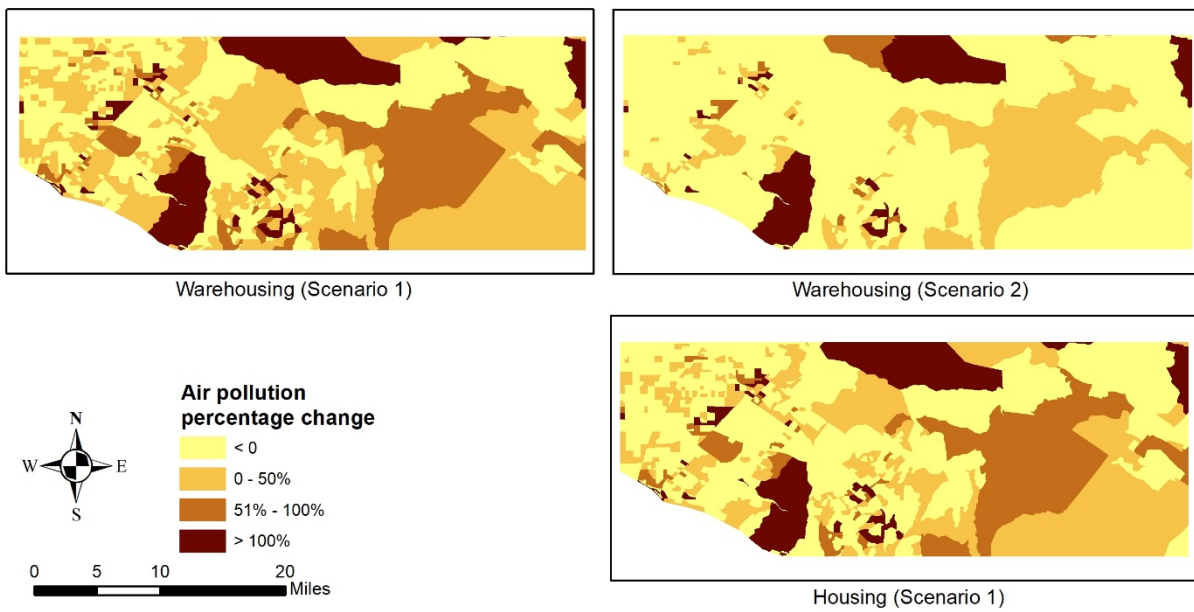 Warehousing (Scenario 1)
Warehousing (Scenario 2)
Air pollution
percentage change
< 0
0 - 50%
51% - 100%
> 100%
N
W
E
S
0 5 10 20
Miles
Housing (Scenario 1)